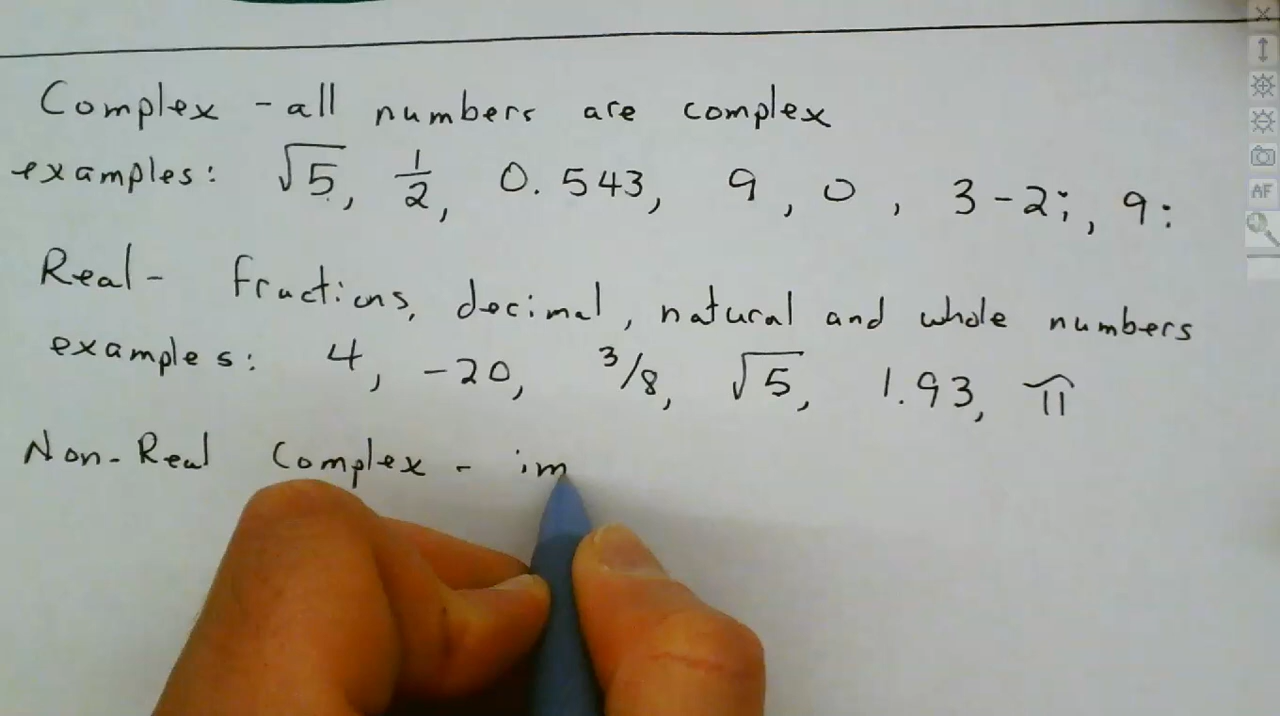 Complex - all numbers are complex
examples: √5, 1/2, 0.543, 9, 0, 3-2i, 9i
Real - fractions, decimal, natural and whole numbers
examples: 4, -20, 3/8, √5, 1.93, π
Non-Real Complex - im
AF